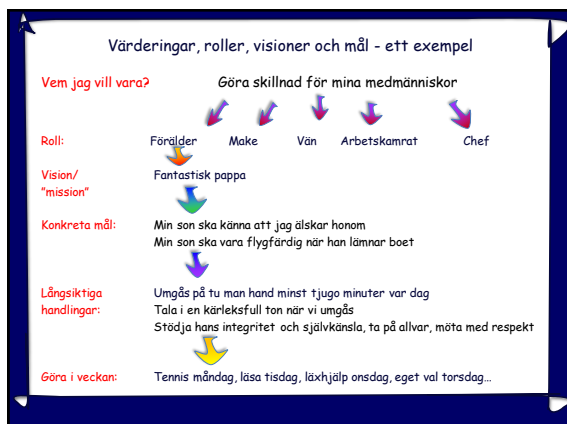 Värderingar, roller, visioner och mål - ett exempel
Vem jag vill vara? Göra skillnad för mina medmänniskor
Roll: Förälder Make Vän Arbetskamrat Chef
Vision/ Fantastisk pappa
"mission"
Konkreta mål: Min son ska känna att jag älskar honom
Min son ska vara flygfärdig när han lämnar boet
Långsiktiga Umgås på tu man hand minst tjugo minuter var dag
handlingar: Tala i en kärleksfull ton när vi umgås
Stödja hans integritet och självkänsla, ta på allvar, möta med respekt
Göra i veckan: Tennis måndag, läsa tisdag, läxhjälp onsdag, eget val torsdag…